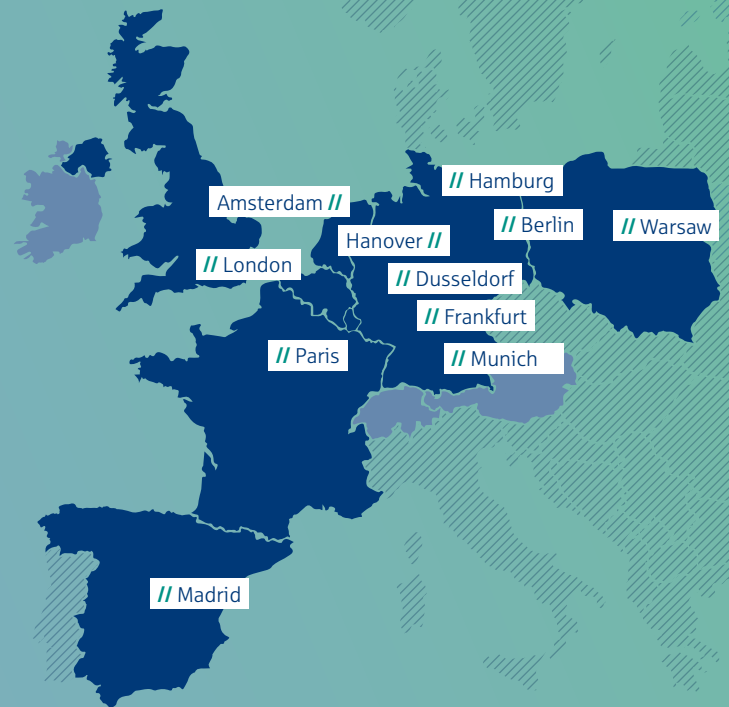 // Hamburg
Amsterdam //
// Berlin
// Warsaw
Hanover //
// London
// Dusseldorf
// Frankfurt
// Paris
// Munich
// Madrid